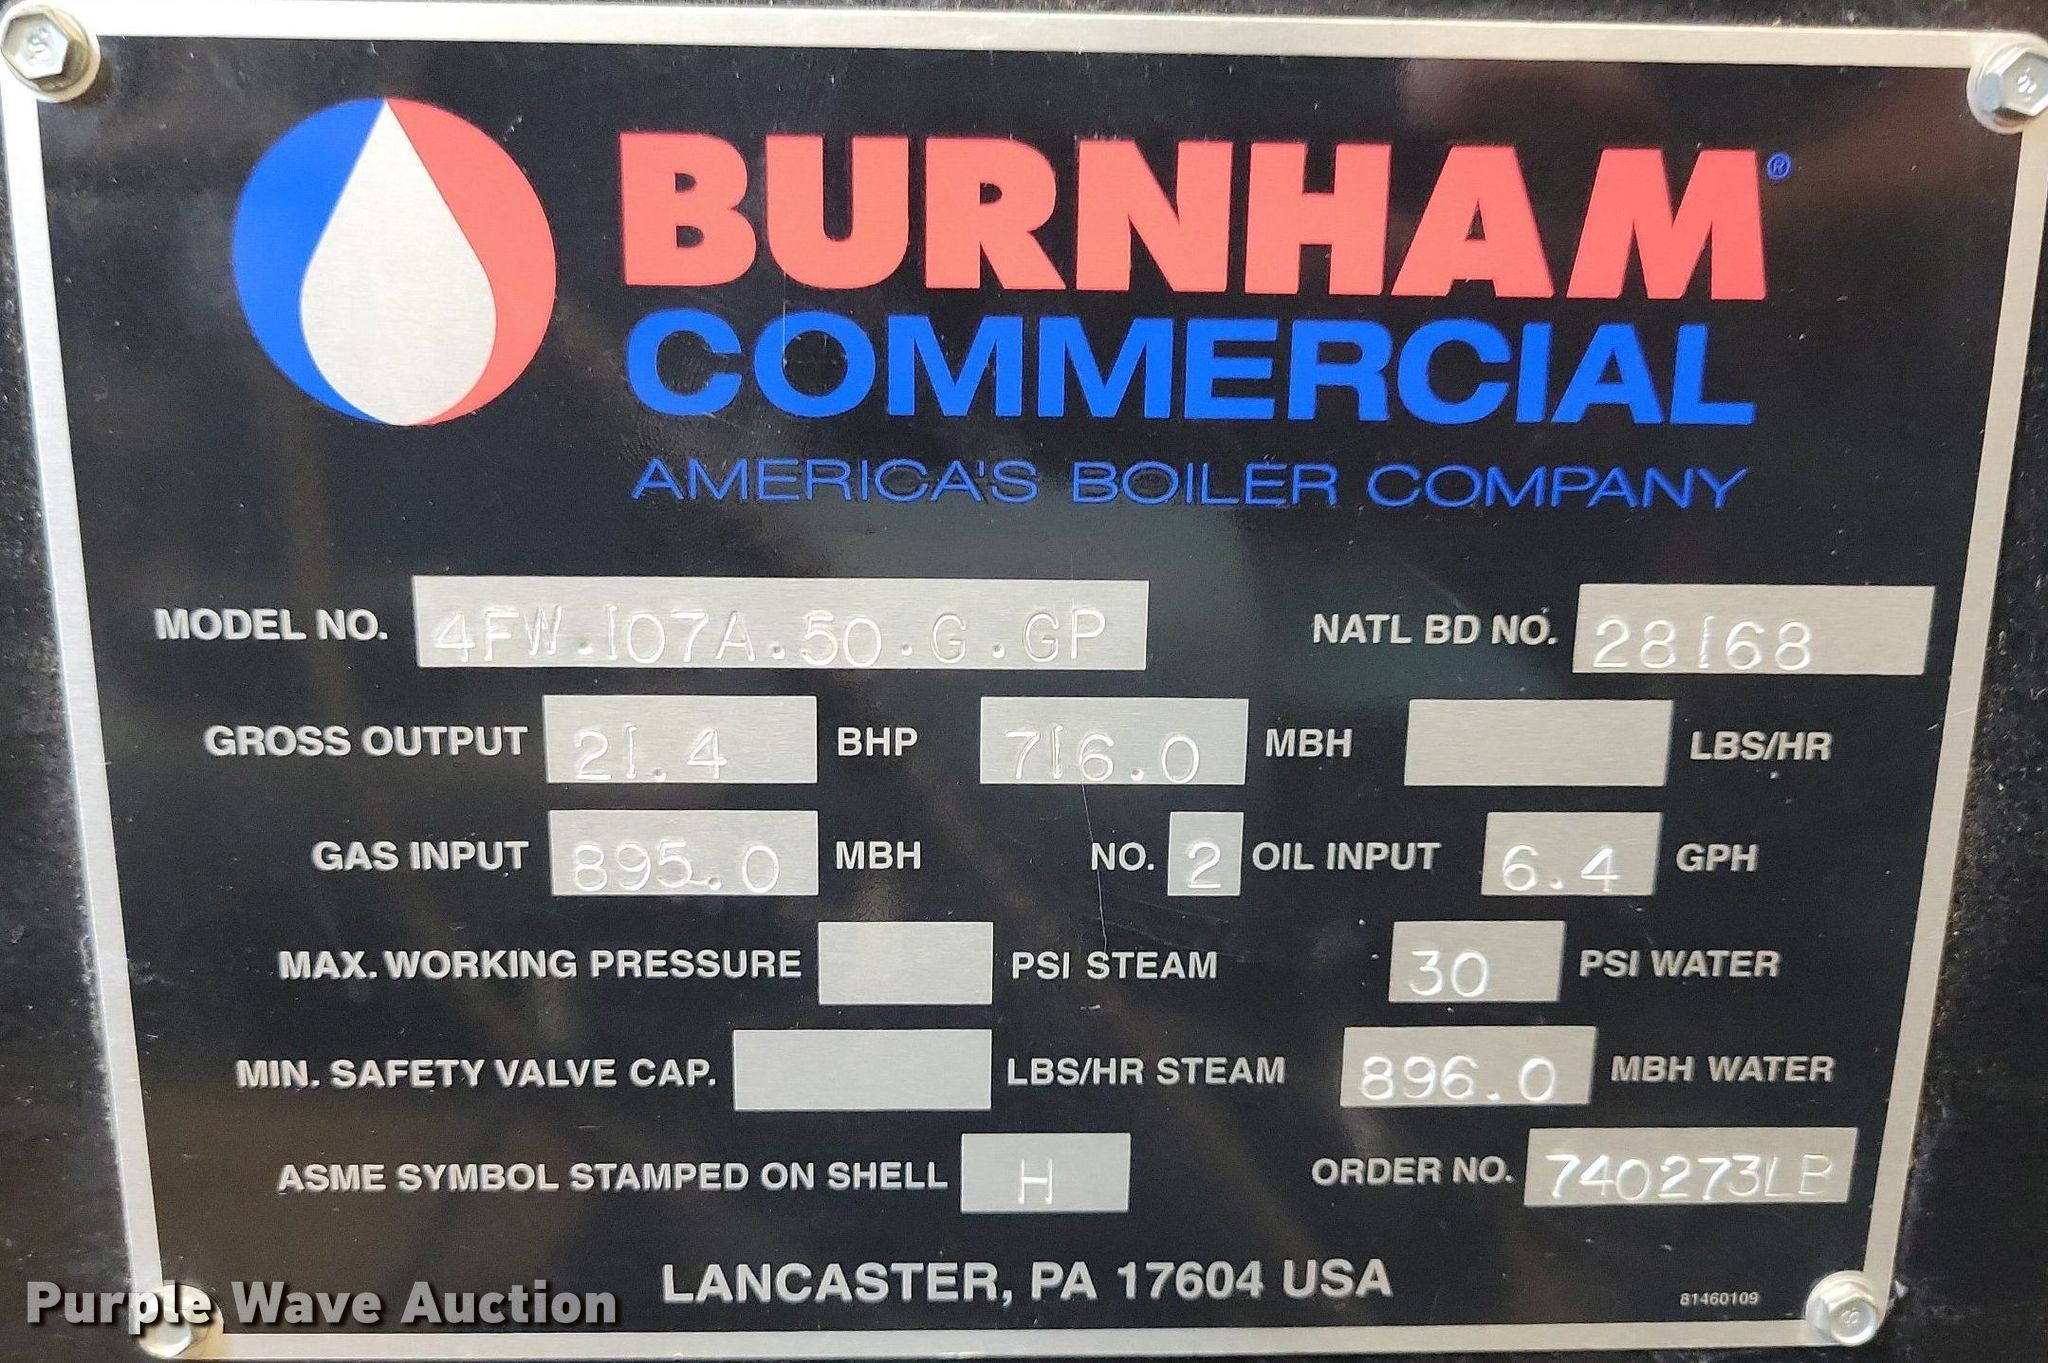 BURNHAM®
COMMERCIAL
AMERICA'S BOILER COMPANY
MODEL NO. 4FW.107A.50.G.GP NATL BD NO. 28168
GROSS OUTPUT 21.4 BHP 716.0 MBH LBS/HR
GAS INPUT 895.0 MBH NO. 2 OIL INPUT 6.4 GPH
MAX. WORKING PRESSURE PSI STEAM 30 PSI WATER
MIN. SAFETY VALVE CAP. LBS/HR STEAM 896.0 MBH WATER
ASME SYMBOL STAMPED ON SHELL H ORDER NO. 740273LB
LANCASTER, PA 17604 USA
81460109
Purple Wave Auction